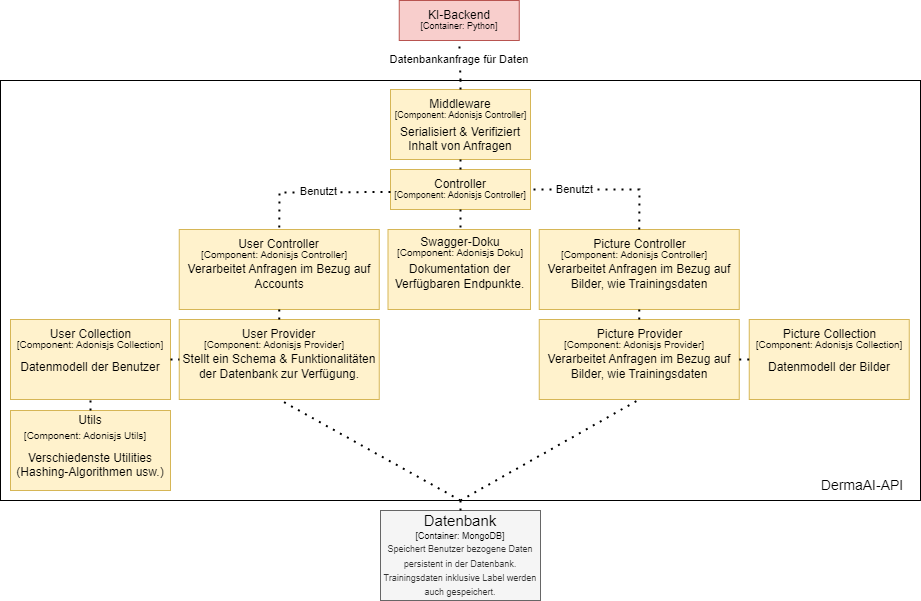 KI-Backend
[Container: Python]
Datenbankanfrage für Daten
Middleware
[Component: Adonisjs Controller]
Serialisiert & Verifiziert
Inhalt von Anfragen
Controller
[Component: Adonisjs Controller]
Benutzt
Benutzt
User Controller
[Component: Adonisjs Controller]
Verarbeitet Anfragen im Bezug auf
Accounts
Swagger-Doku
[Component: Adonisjs Doku]
Dokumentation der
Verfügbaren Endpunkte.
Picture Controller
[Component: Adonisjs Controller]
Verarbeitet Anfragen im Bezug auf
Bilder, wie Trainingsdaten
User Collection
[Component: Adonisjs Collection]
Datenmodell der Benutzer
User Provider
[Component: Adonisjs Provider]
Stellt ein Schema & Funktionalitäten
der Datenbank zur Verfügung.
Picture Provider
[Component: Adonisjs Provider]
Verarbeitet Anfragen im Bezug auf
Bilder, wie Trainingsdaten
Picture Collection
[Component: Adonisjs Collection]
Datenmodell der Bilder
Utils
[Component: Adonisjs Utils]
Verschiedenste Utilities
(Hashing-Algorithmen usw.)
DermaAI-API
Datenbank
[Container: MongoDB]
Speichert Benutzer bezogene Daten
persistent in der Datenbank.
Trainingsdaten inklusive Label werden
auch gespeichert.